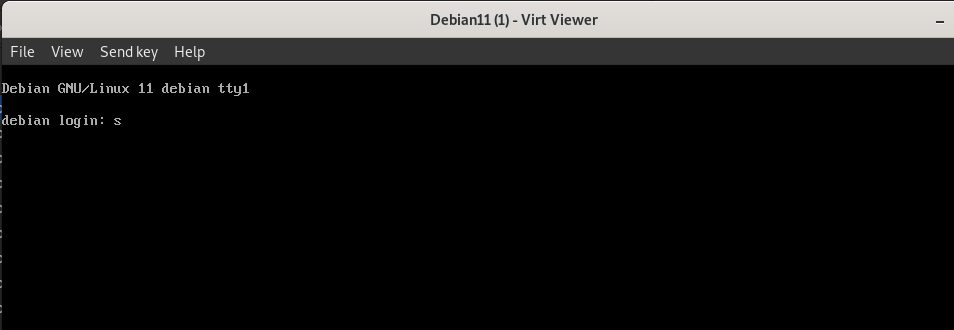 Debian11 (1) - Virt Viewer
File View Send key Help
Debian GNU/Linux 11 debian tty1
debian login: s